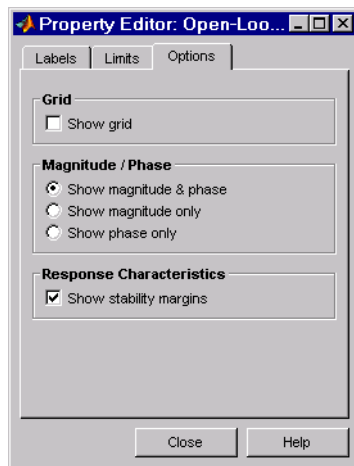 Property Editor: Open-Loo...
Labels Limits Options
Grid
Show grid
Magnitude / Phase
Show magnitude & phase
Show magnitude only
Show phase only
Response Characteristics
Show stability margins
Close Help